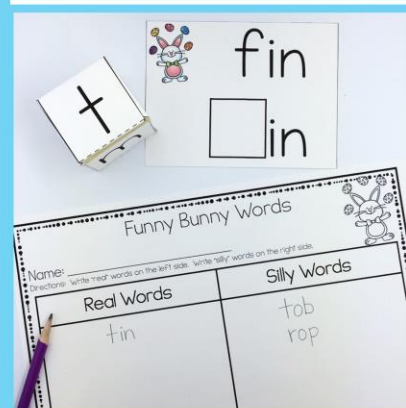 t
fin
in
Funny Bunny Words
Name:
Directions: Write "real" words on the left side. Write "silly" words on the right side.
Real Words
Silly Words
tin
tob
rop